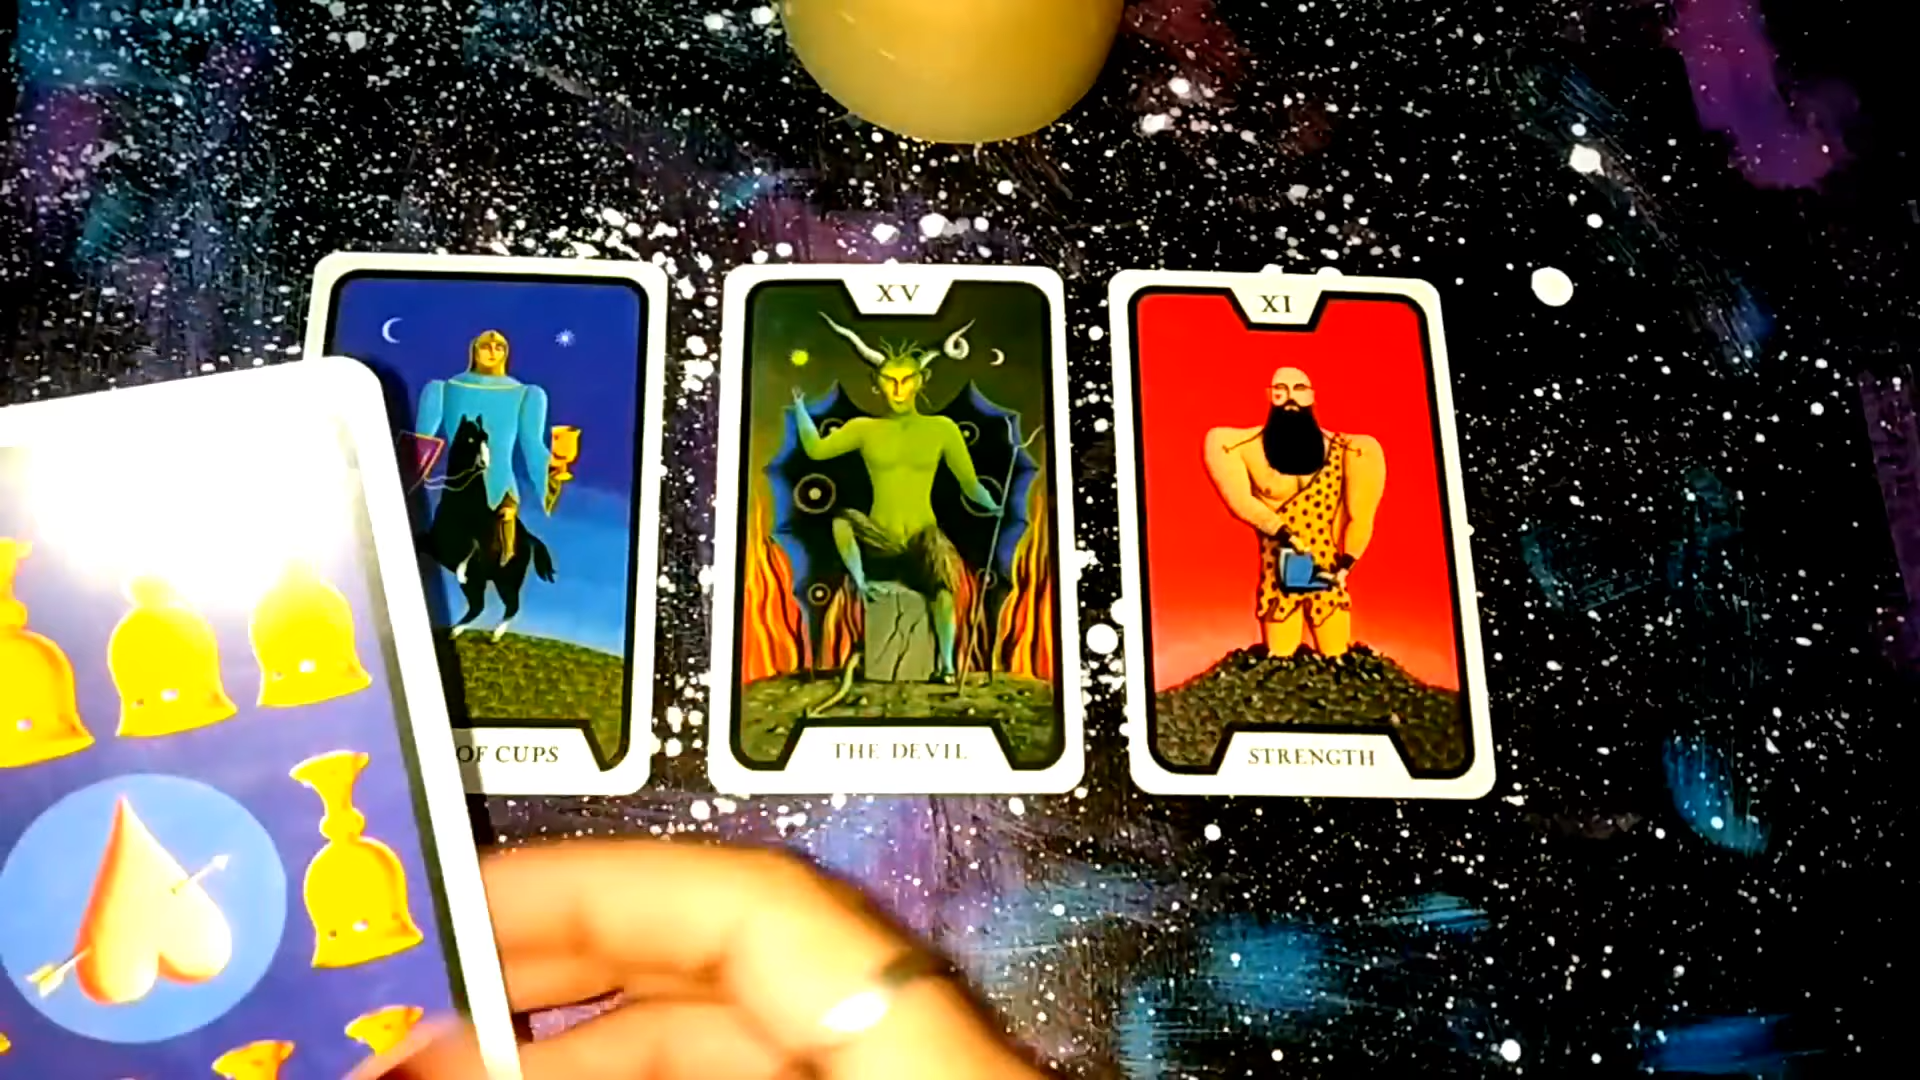 OF CUPS
XV
THE DEVIL
XI
STRENGTH